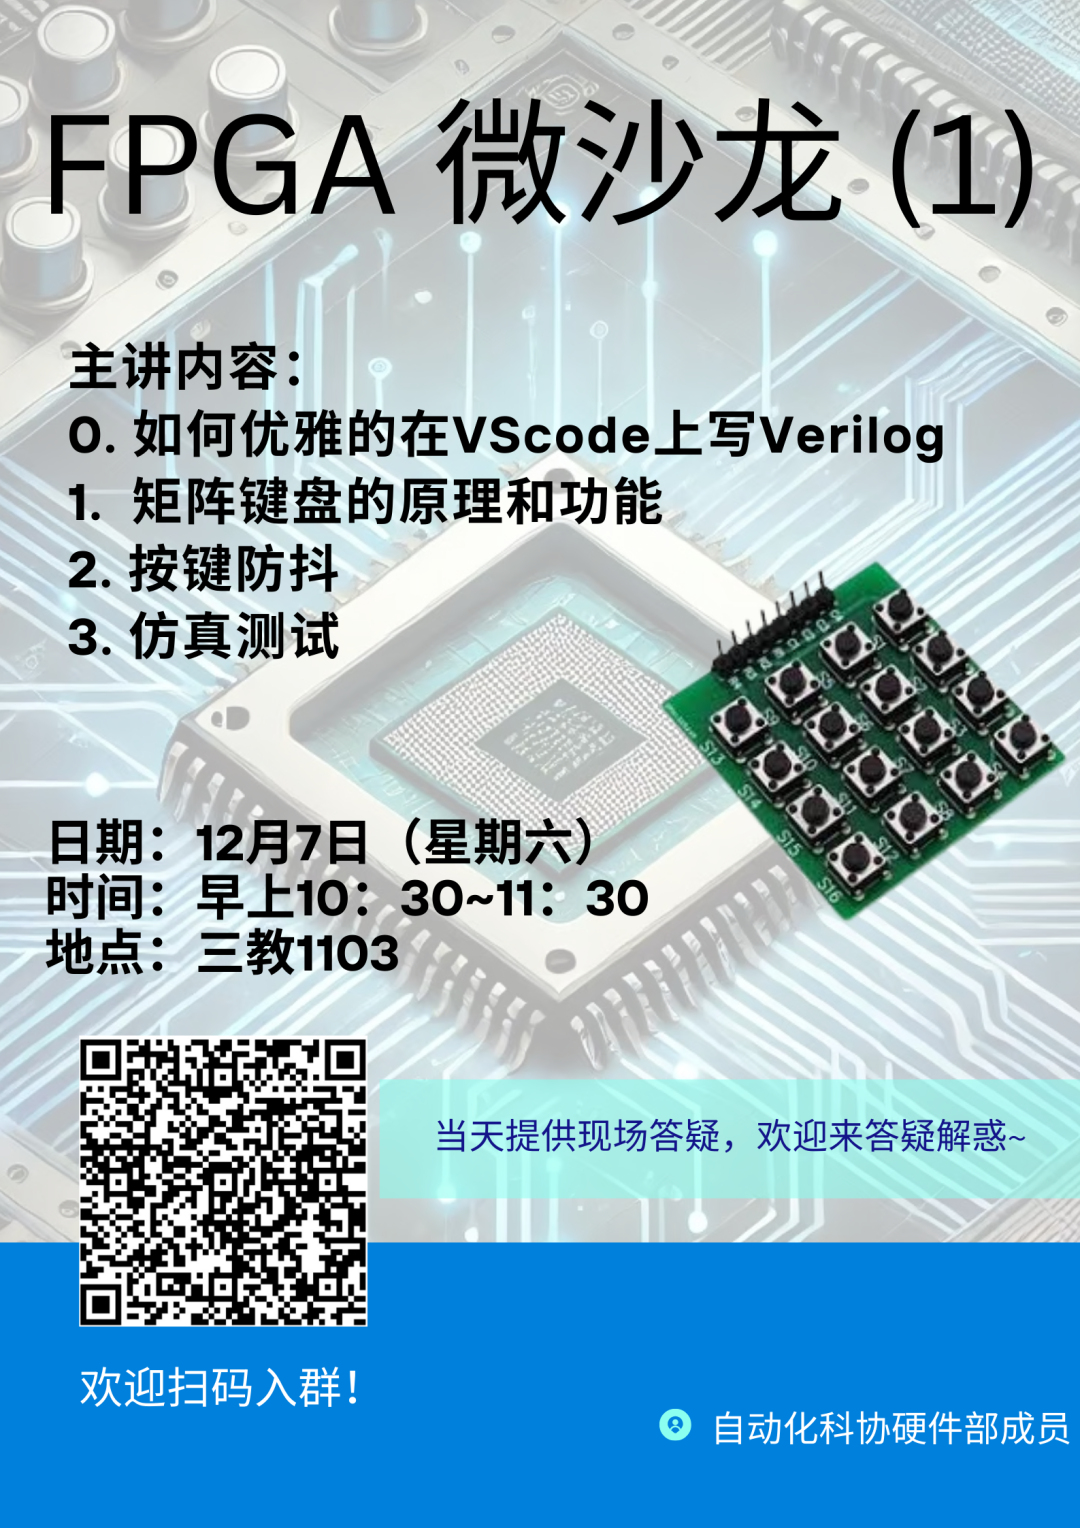 FPGA 微沙龙 (1)
主讲内容：
0. 如何优雅的在VScode上写Verilog
1. 矩阵键盘的原理和功能
2. 按键防抖
3. 仿真测试
S13
S14
S15
S16
S12
日期：12月7日（星期六）
时间：早上10：30~11：30
地点：三教1103
当天提供现场答疑，欢迎来答疑解惑~
欢迎扫码入群！
自动化科协硬件部成员